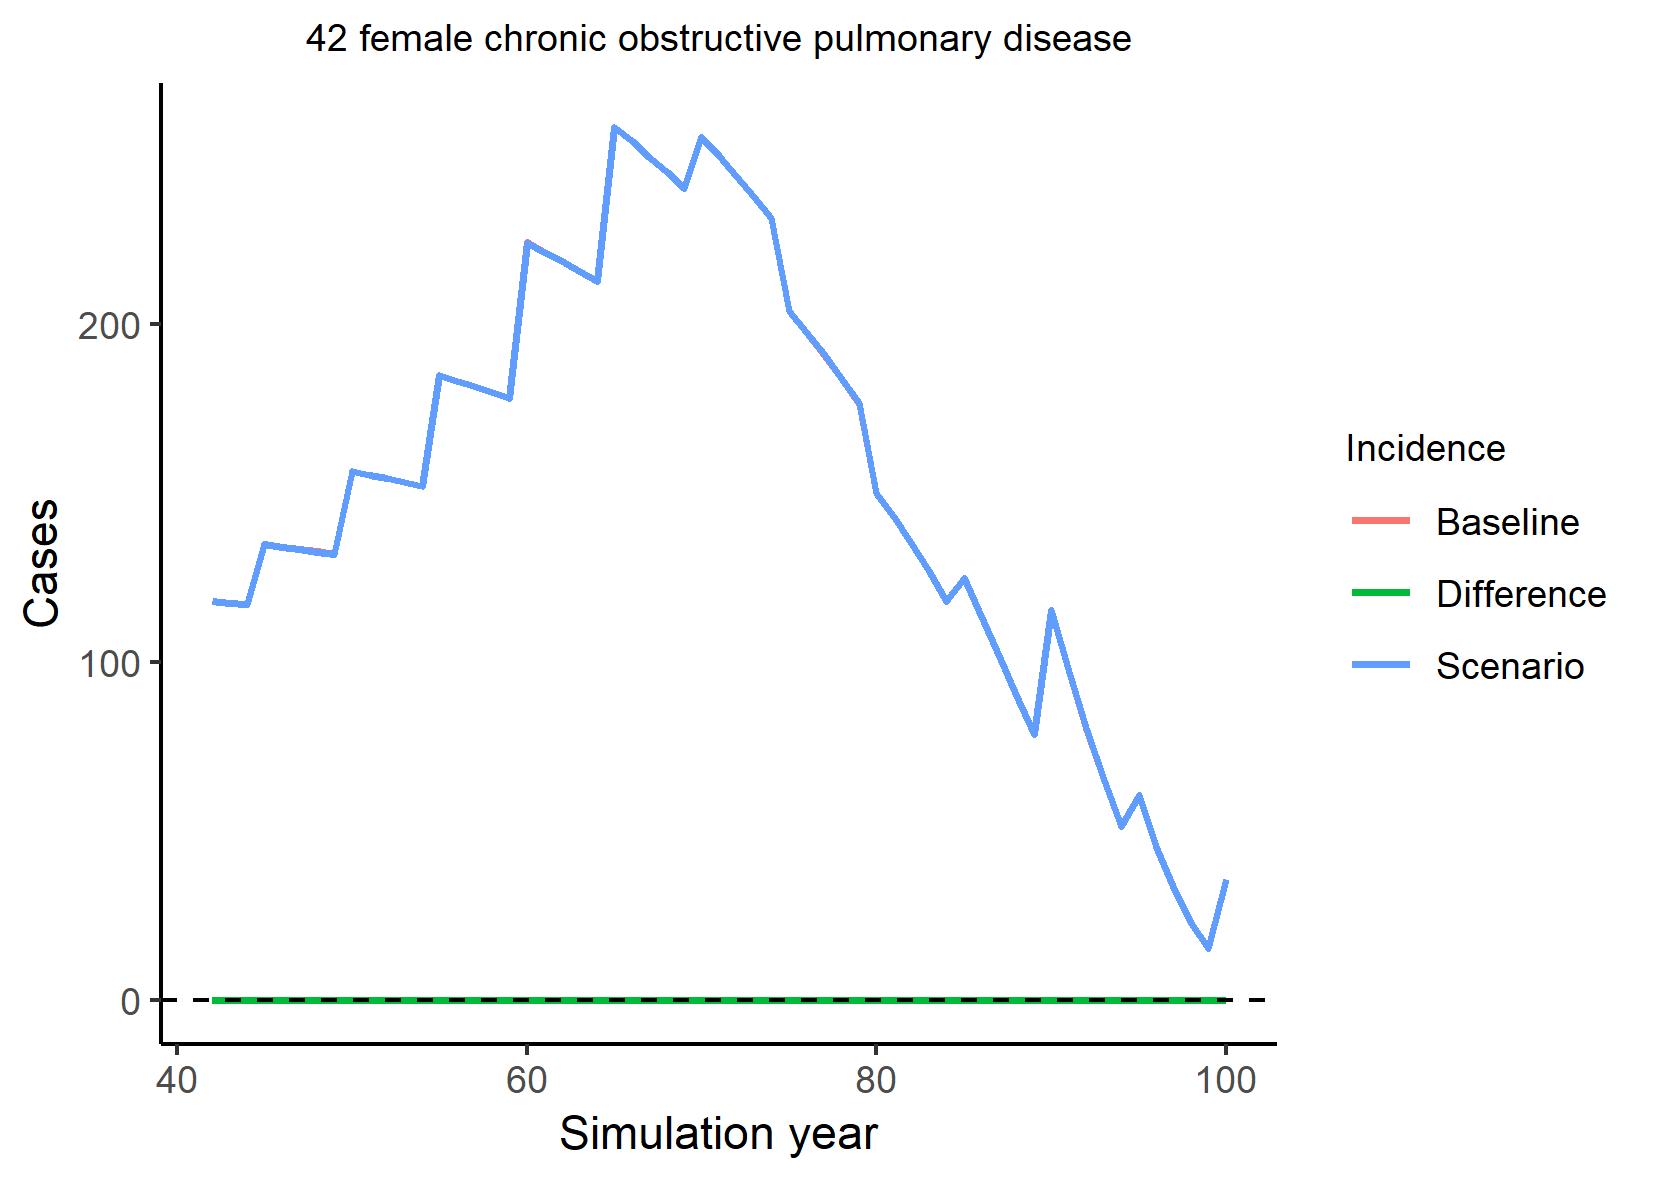 42 female chronic obstructive pulmonary disease
Cases
200
100
0
40 60 80 100
Simulation year
Incidence
Baseline
Difference
Scenario